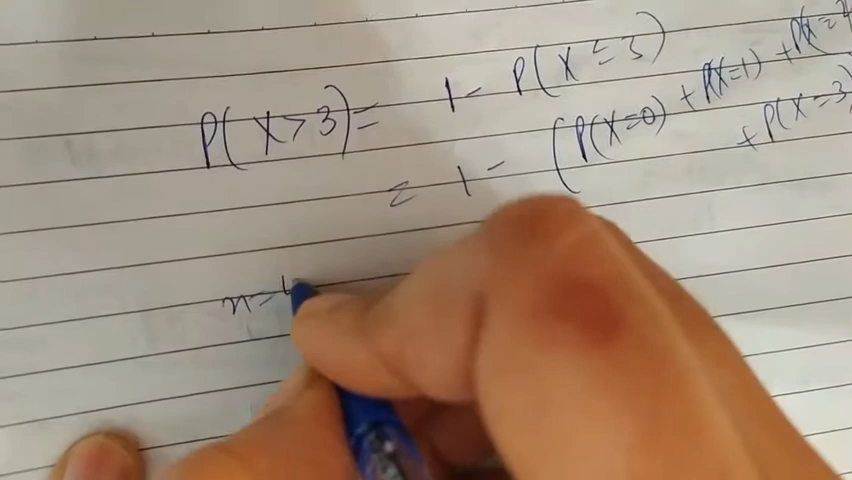 P(X > 3) = 1 - P(X ≤ 3)
= 1 - (P(X=0) + P(X=1) + P(X=2
+ P(X=3)
n =